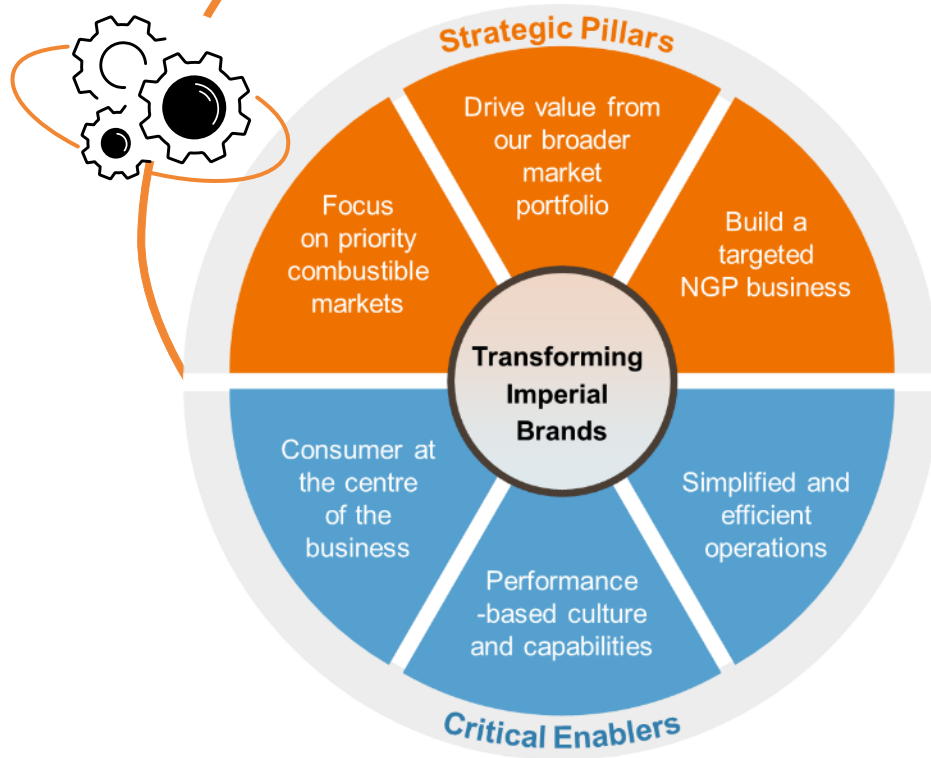 Strategic Pillars
Focus
on priority
combustible
markets
Drive value from
our broader
market
portfolio
Build a
targeted
NGP business
Transforming
Imperial
Brands
Consumer at
the centre
of the
business
Performance
-based culture
and capabilities
Simplified and
efficient
operations
Critical Enablers